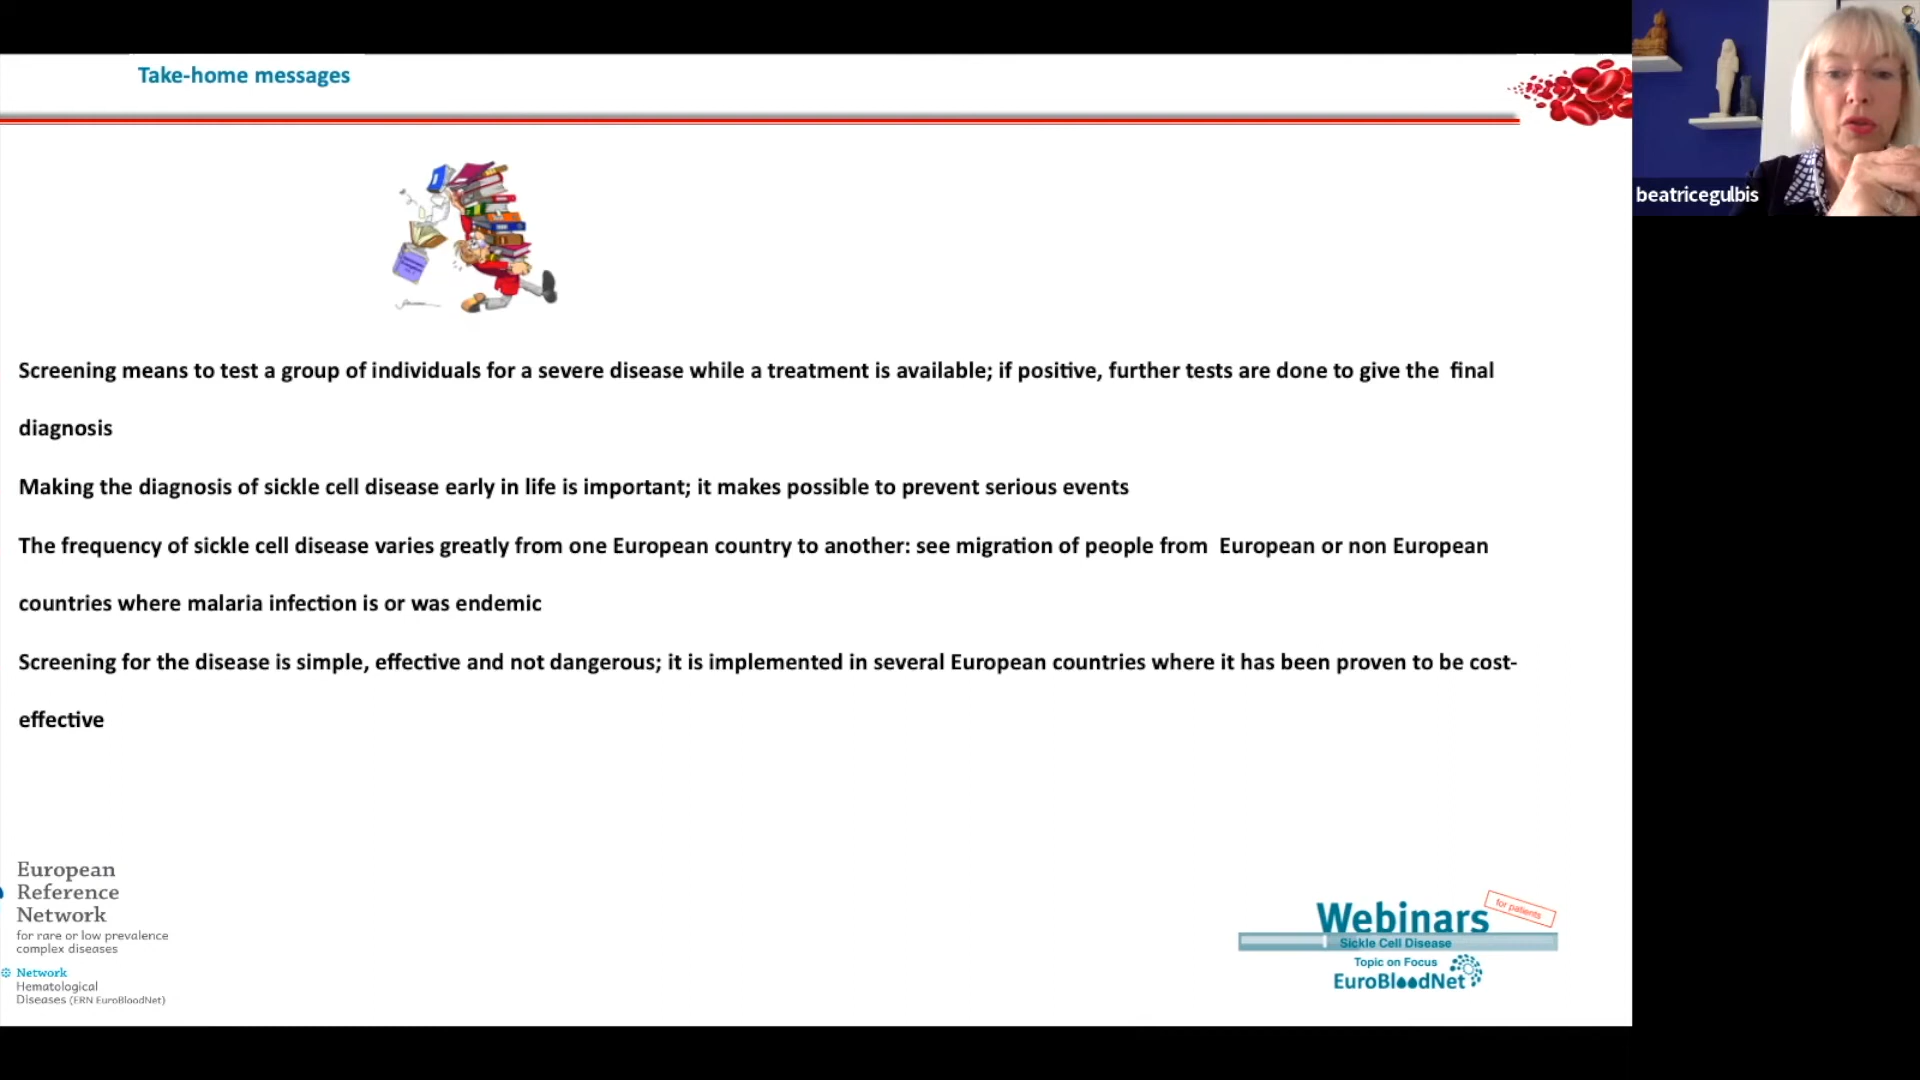 Take-home messages
beatricegulbis
Screening means to test a group of individuals for a severe disease while a treatment is available; if positive, further tests are done to give the  final
diagnosis
Making the diagnosis of sickle cell disease early in life is important; it makes possible to prevent serious events
The frequency of sickle cell disease varies greatly from one European country to another: see migration of people from  European or non European
countries where malaria infection is or was endemic
Screening for the disease is simple, effective and not dangerous; it is implemented in several European countries where it has been proven to be cost-
effective
European
Reference
Network
for rare or low prevalence
complex diseases
Network
Hematological
Diseases (ERN EuroBloodNet)
for patients
Webinars
Sickle Cell Disease
Topic on Focus
EuroBloodNet